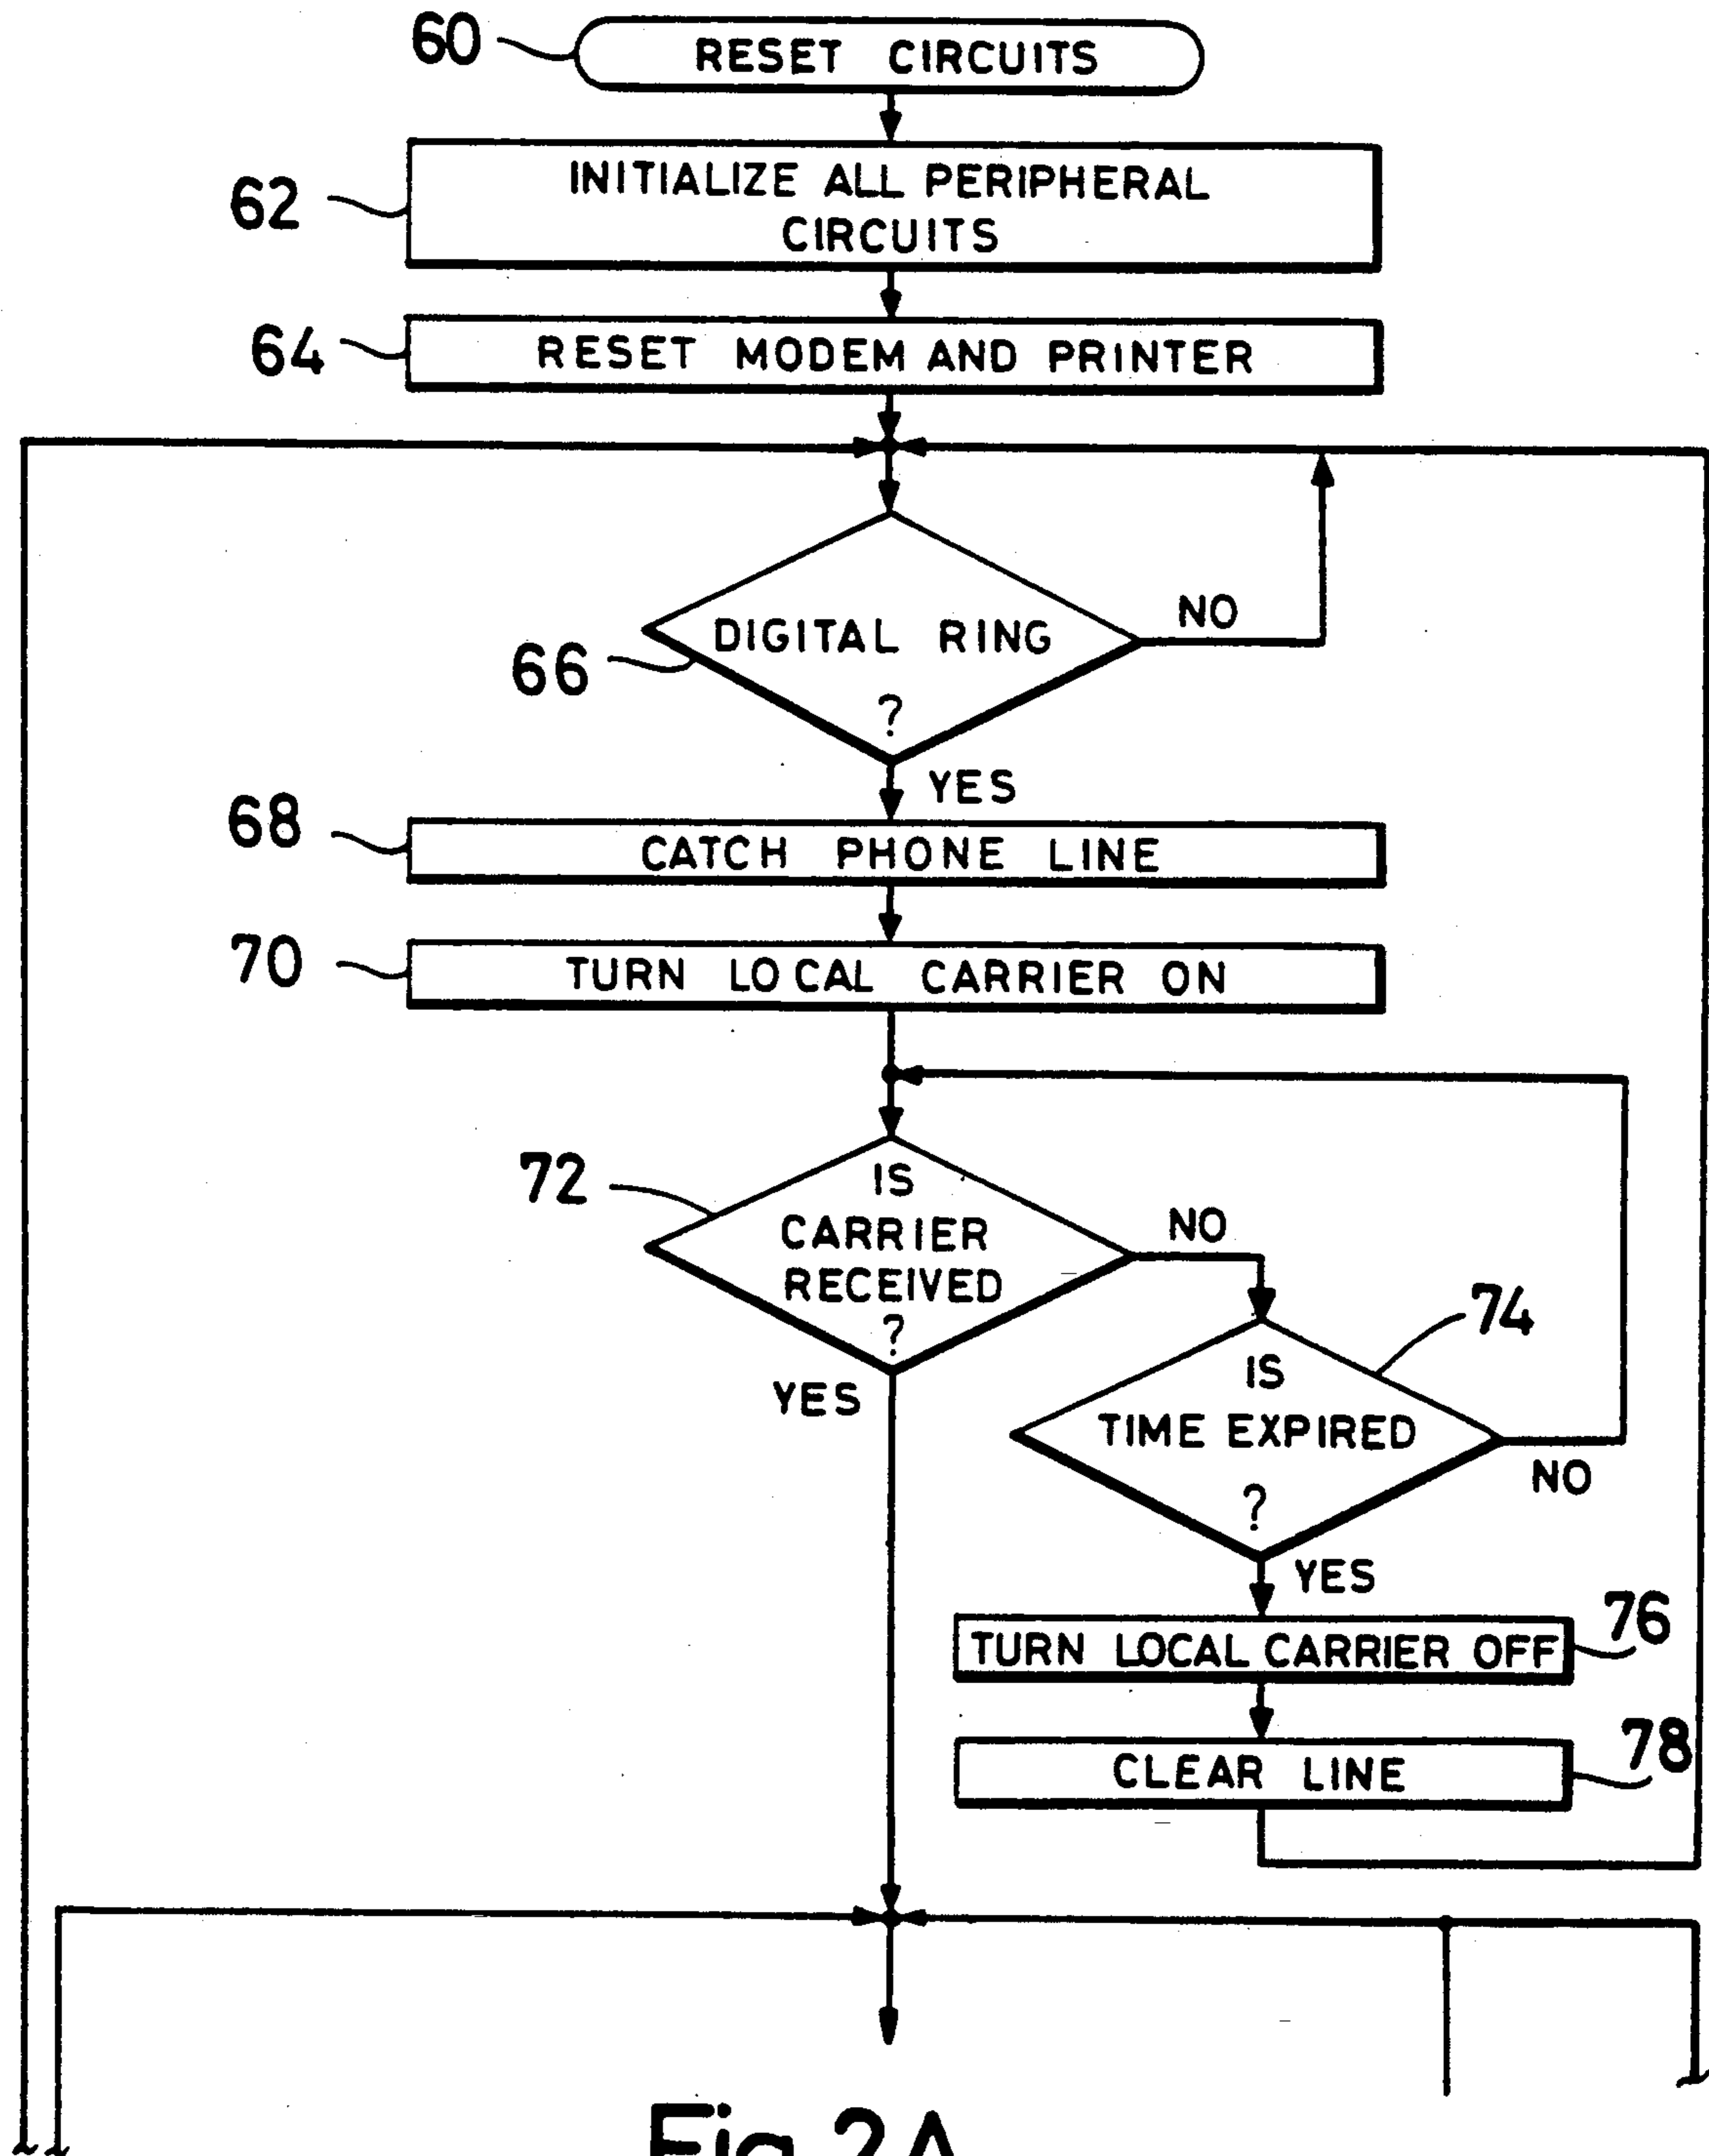 60 RESET CIRCUITS
62 INITIALIZE ALL PERIPHERAL
CIRCUITS
64 RESET MODEM AND PRINTER
DIGITAL RING
?
NO
66
YES
68 CATCH PHONE LINE
70 TURN LOCAL CARRIER ON
72
IS
CARRIER
RECEIVED
?
NO
YES
74
IS
TIME EXPIRED
?
NO
YES
TURN LOCAL CARRIER OFF 76
CLEAR LINE 78
Fig. 2A